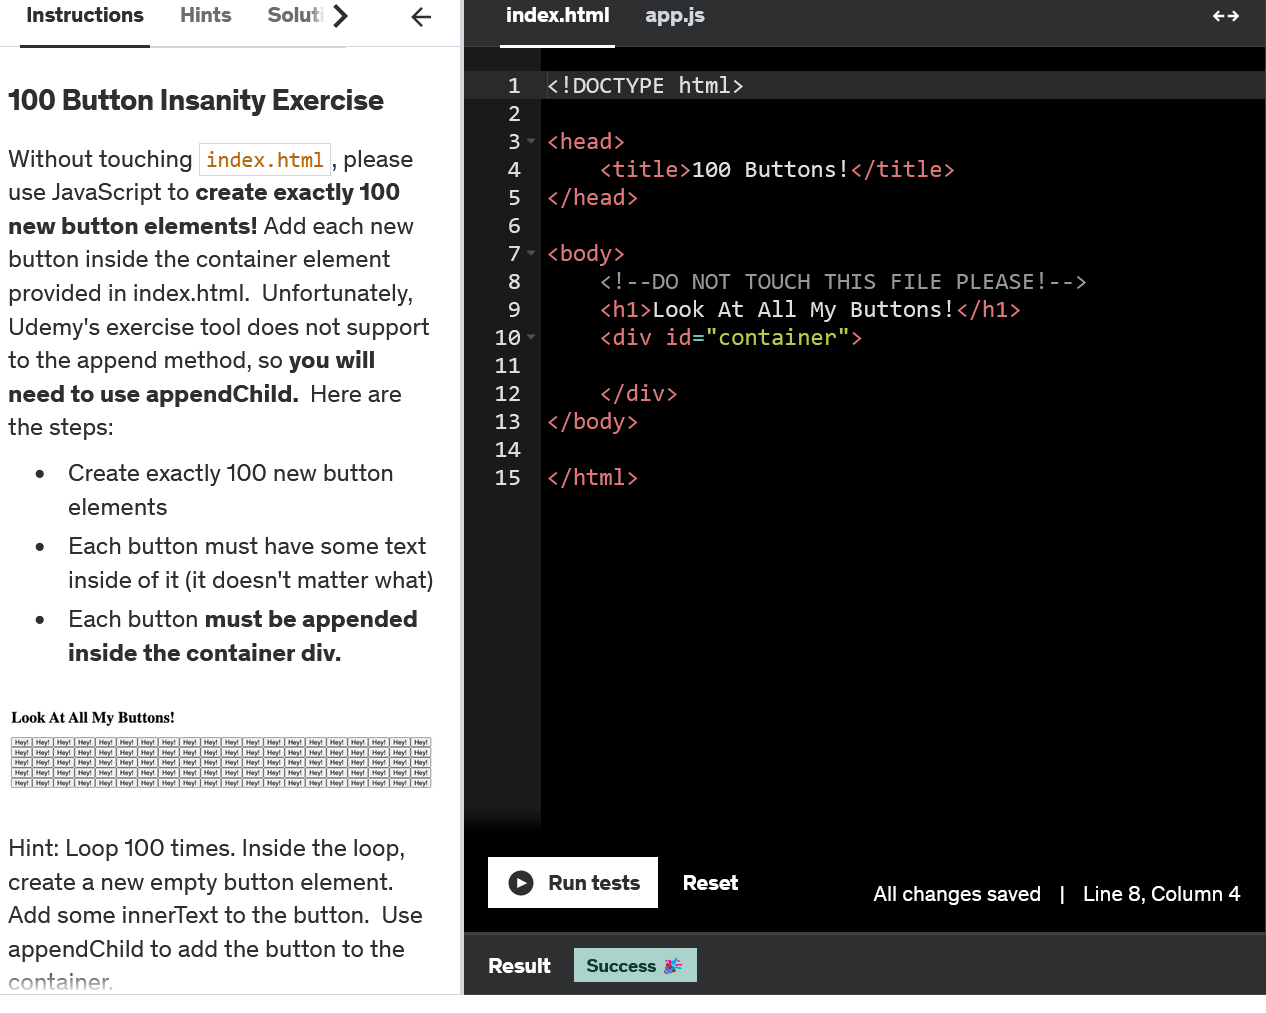 Instructions Hints Soluti
100 Button Insanity Exercise
Without touching index.html, please
use JavaScript to create exactly 100
new button elements! Add each new
button inside the container element
provided in index.html.  Unfortunately,
Udemy's exercise tool does not support
to the append method, so you will
need to use appendChild.  Here are
the steps:
• Create exactly 100 new button
elements
• Each button must have some text
inside of it (it doesn't matter what)
• Each button must be appended
inside the container div.
Look At All My Buttons!
Hey! Hey! Hey! Hey! Hey! Hey! Hey! Hey! Hey! Hey! Hey! Hey! Hey! Hey! Hey! Hey! Hey! Hey! Hey! Hey!
Hey! Hey! Hey! Hey! Hey! Hey! Hey! Hey! Hey! Hey! Hey! Hey! Hey! Hey! Hey! Hey! Hey! Hey! Hey! Hey!
Hey! Hey! Hey! Hey! Hey! Hey! Hey! Hey! Hey! Hey! Hey! Hey! Hey! Hey! Hey! Hey! Hey! Hey! Hey! Hey!
Hey! Hey! Hey! Hey! Hey! Hey! Hey! Hey! Hey! Hey! Hey! Hey! Hey! Hey! Hey! Hey! Hey! Hey! Hey! Hey!
Hey! Hey! Hey! Hey! Hey! Hey! Hey! Hey! Hey! Hey! Hey! Hey! Hey! Hey! Hey! Hey! Hey! Hey! Hey! Hey!
Hint: Loop 100 times. Inside the loop,
create a new empty button element.
Add some innerText to the button.  Use
appendChild to add the button to the
container.
index.html app.js
1 <!DOCTYPE html>
2
3 <head>
4     <title>100 Buttons!</title>
5 </head>
6
7 <body>
8     <!--DO NOT TOUCH THIS FILE PLEASE!-->
9     <h1>Look At All My Buttons!</h1>
10     <div id="container">
11
12     </div>
13 </body>
14
15 </html>
Run tests Reset All changes saved | Line 8, Column 4
Result Success 🎉